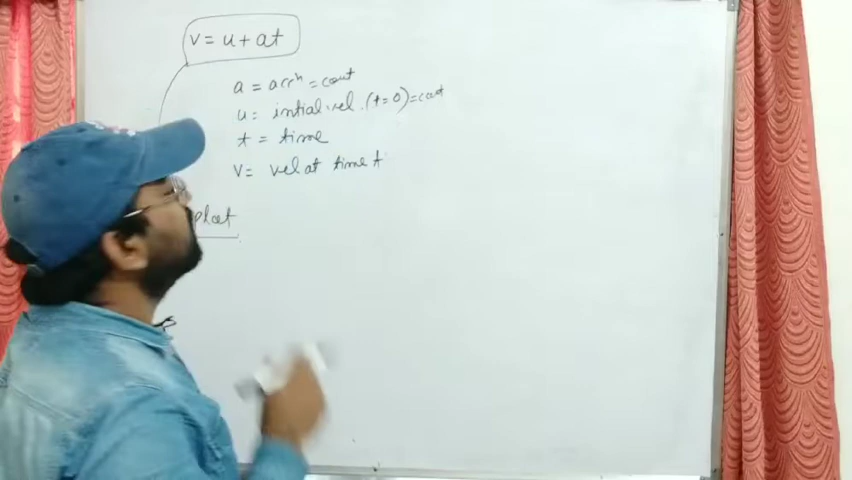 v = u + at
a = accⁿ = cont
u = intial vel. (t = 0) = cont
t = time
v = vel at time t
plot